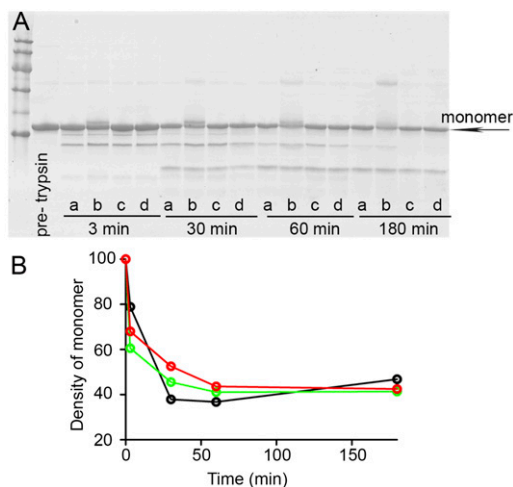 A
monomer
pre- trypsin
a b c d a b c d a b c d a b c d
3 min 30 min 60 min 180 min
B
Density of monomer
100
80
60
40
20
0 50 100 150
Time (min)